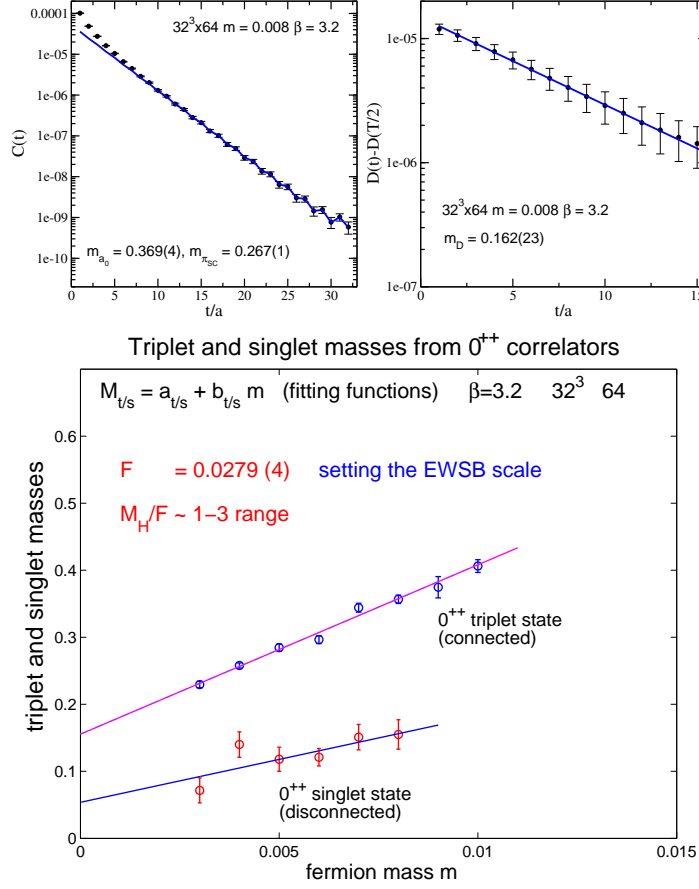 32³x64 m = 0.008 β = 3.2
0.0001
1e-05
1e-06
1e-07
1e-08
1e-09
1e-10
C(t)
m_{a_0} = 0.369(4), m_{π_{SC}} = 0.267(1)
0 5 10 15 20 25 30
t/a
1e-05
1e-06
1e-07
D(t)-D(T/2)
32³x64 m = 0.008 β = 3.2
m_D = 0.162(23)
0 5 10 15
t/a
Triplet and singlet masses from 0⁺⁺ correlators
M_{t/s} = a_{t/s} + b_{t/s} m (fitting functions) β=3.2 32³ 64
F = 0.0279 (4) setting the EWSB scale
M_H/F ~ 1−3 range
0⁺⁺ triplet state
(connected)
0⁺⁺ singlet state
(disconnected)
triplet and singlet masses
0.6
0.5
0.4
0.3
0.2
0.1
0
0 0.005 0.01 0.015
fermion mass m